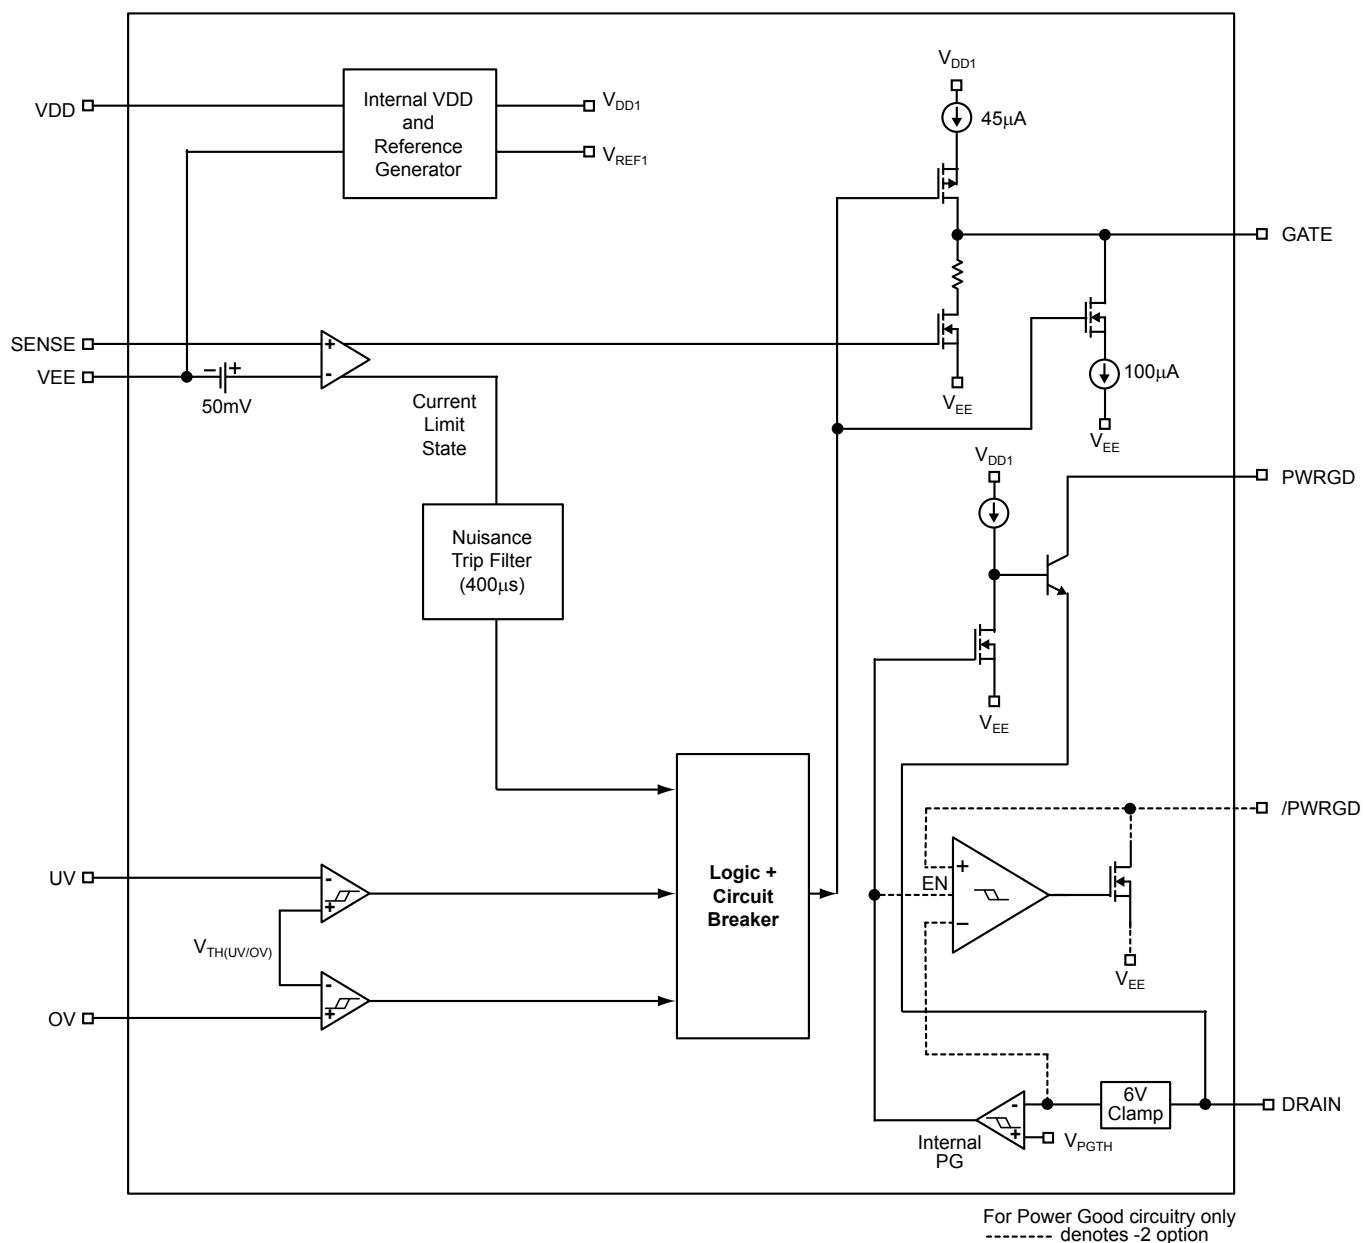 VDD
Internal VDD
and
Reference
Generator
VDD1
VREF1
VDD1
45µA
GATE
SENSE
VEE
- +
50mV
+
-
Current
Limit
State
VEE
100µA
VEE
Nuisance
Trip Filter
(400µs)
VDD1
PWRGD
VEE
Logic +
Circuit
Breaker
UV
-
+
VTH(UV/OV)
-
+
OV
/PWRGD
+
EN
–
VEE
6V
Clamp
DRAIN
-
+
VPGTH
Internal
PG
For Power Good circuitry only
------- denotes -2 option